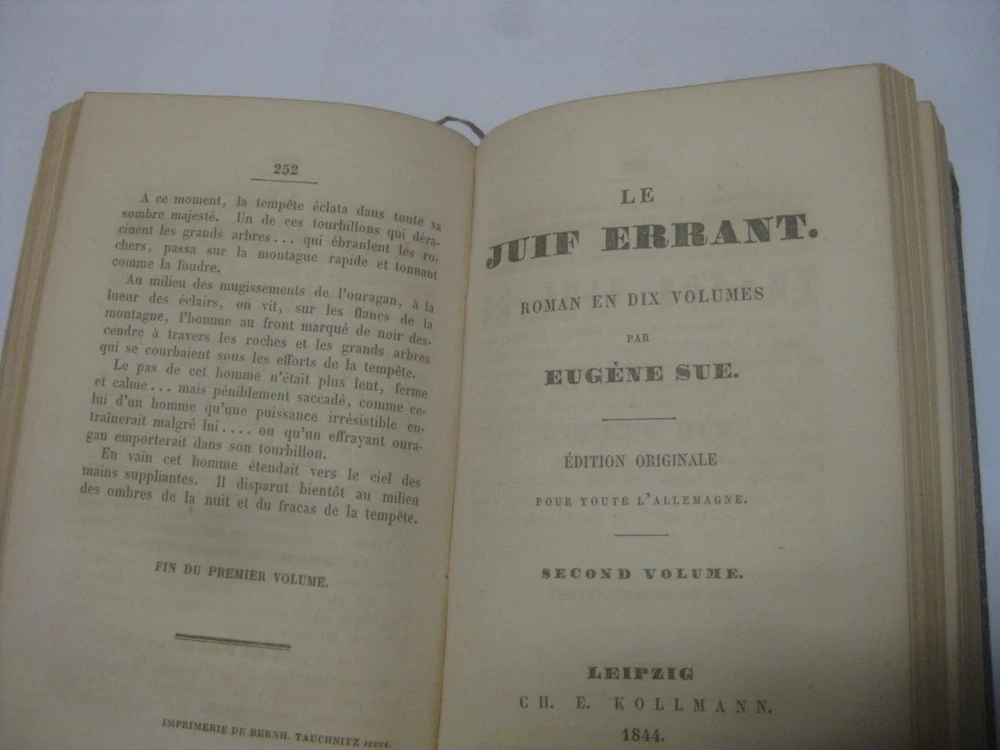 252
A ce moment, la tempête éclata dans toute sa
sombre majesté. Un de ces tourbillons qui déra-
cinent les grands arbres... qui ébranlent les ro-
chers, passa sur la montagne rapide et tonnant
comme la foudre.
Au milieu des mugissements de l'ouragan, à la
lueur des éclairs, on vit, sur les flancs de la
montagne, l'homme au front marqué de noir des-
cendre à travers les roches et les grands arbres
qui se courbaient sous les efforts de la tempête.
Le pas de cet homme n'était plus lent, ferme
et calme... mais péniblement saccadé, comme ce-
lui d'un homme qu'une puissance irrésistible en-
traînerait malgré lui.... ou qu'un effrayant oura-
gan emporterait dans son tourbillon.
En vain cet homme étendait vers le ciel des
mains suppliantes. Il disparut bientôt au milieu
des ombres de la nuit et du fracas de la tempête.
FIN DU PREMIER VOLUME.
IMPRIMERIE DE BERNH. TAUCHNITZ JEUNE.
LE
JUIF ERRANT.
ROMAN EN DIX VOLUMES
PAR
EUGÈNE SUE.
ÉDITION ORIGINALE
POUR TOUTE L'ALLEMAGNE.
SECOND VOLUME.
LEIPZIG
CH. E. KOLLMANN.
1844.